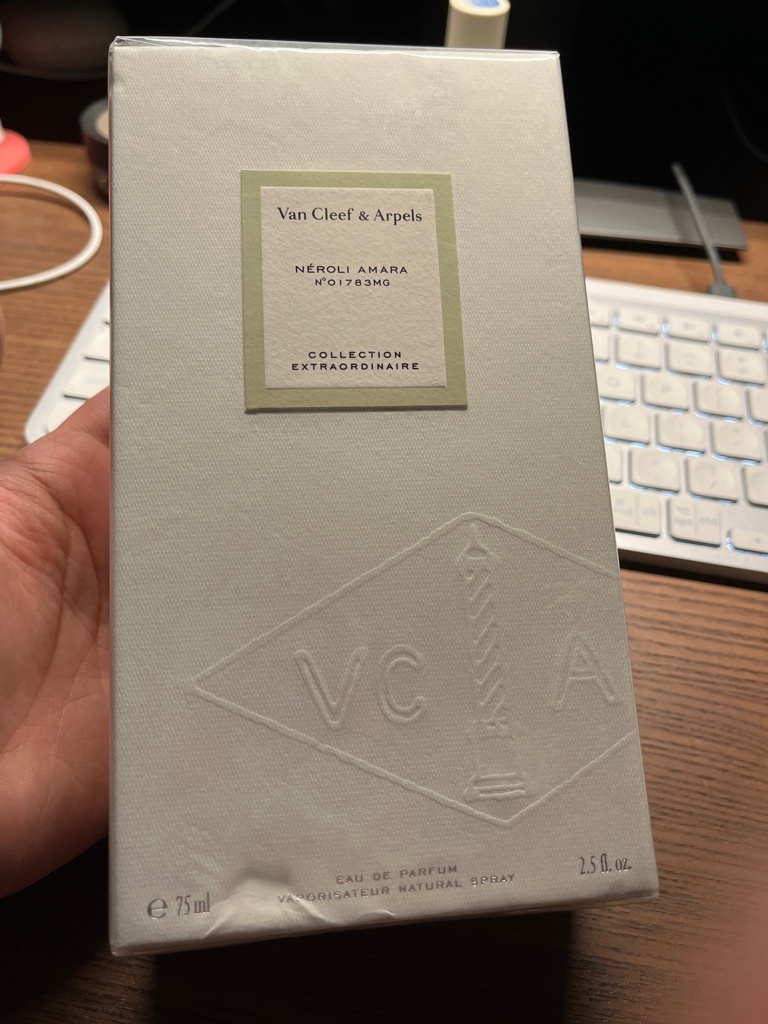 Van Cleef & Arpels
NÉROLI AMARA
N°01783MG
COLLECTION
EXTRAORDINAIRE
VC A
EAU DE PARFUM
VAPORISATEUR NATURAL SPRAY
e 75 ml
2.5 fl. oz.